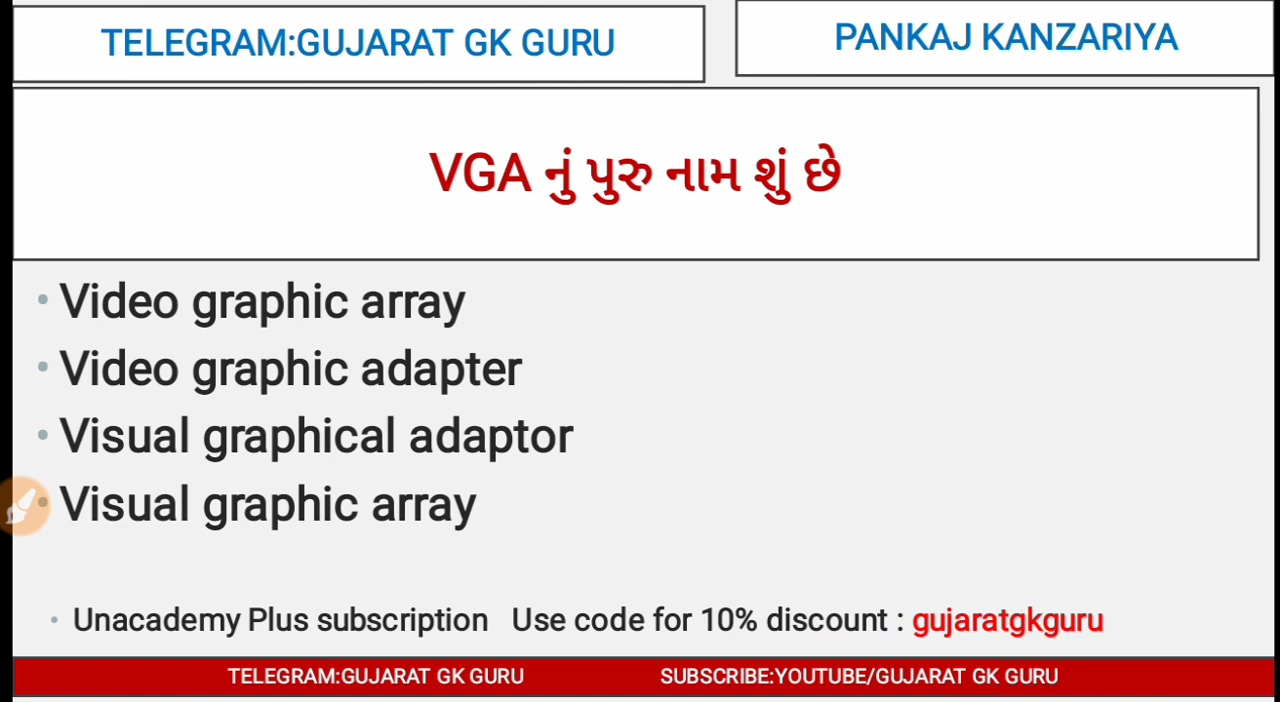 TELEGRAM:GUJARAT GK GURU
PANKAJ KANZARIYA
VGA નું પુરુ નામ શું છે
• Video graphic array
• Video graphic adapter
• Visual graphical adaptor
• Visual graphic array
• Unacademy Plus subscription Use code for 10% discount : gujaratgkguru
TELEGRAM:GUJARAT GK GURU SUBSCRIBE:YOUTUBE/GUJARAT GK GURU